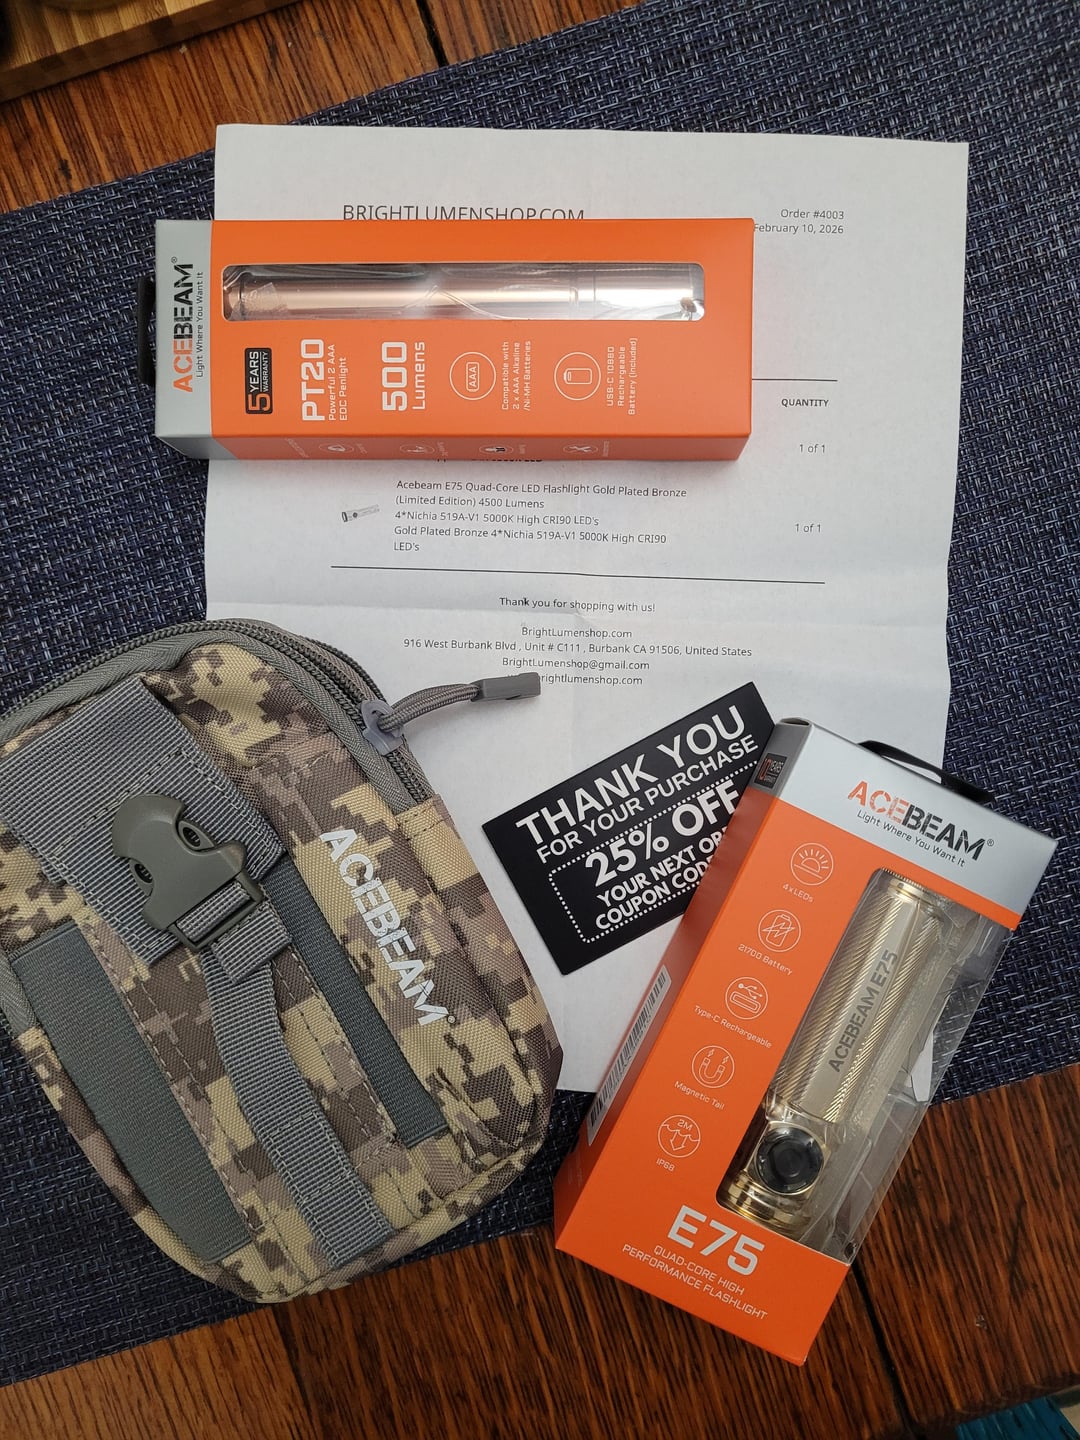 BRIGHTLUMENSHOP.COM
Order #4003
February 10, 2026
ACEBEAM®
Light Where You Want It
5 YEARS
WARRANTY
PT20
Powerful 2 AAA
EDC Penlight
500
Lumens
AAA
Compatible with
2 x AAA Alkaline
/Ni-MH Batteries
USB-C 10880
Rechargeable
Battery (included)
QUANTITY
1 of 1
Acebeam E75 Quad-Core LED Flashlight Gold Plated Bronze
(Limited Edition) 4500 Lumens
4*Nichia 519A-V1 5000K High CRI90 LED's
Gold Plated Bronze 4*Nichia 519A-V1 5000K High CRI90
LED's
1 of 1
Thank you for shopping with us!
BrightLumenshop.com
916 West Burbank Blvd , Unit # C111 , Burbank CA 91506, United States
BrightLumenshop@gmail.com
brightlumenshop.com
THANK YOU
FOR YOUR PURCHASE
25% OFF
YOUR NEXT
COUPON
ACEBEAM®
ACEBEAM®
Light Where You Want It
YEARS
4xLEDs
21700 Battery
Type-C Rechargeable
Magnetic Tail
2M
IP68
ACEBEAM E75
E75
QUAD-CORE HIGH
PERFORMANCE FLASHLIGHT